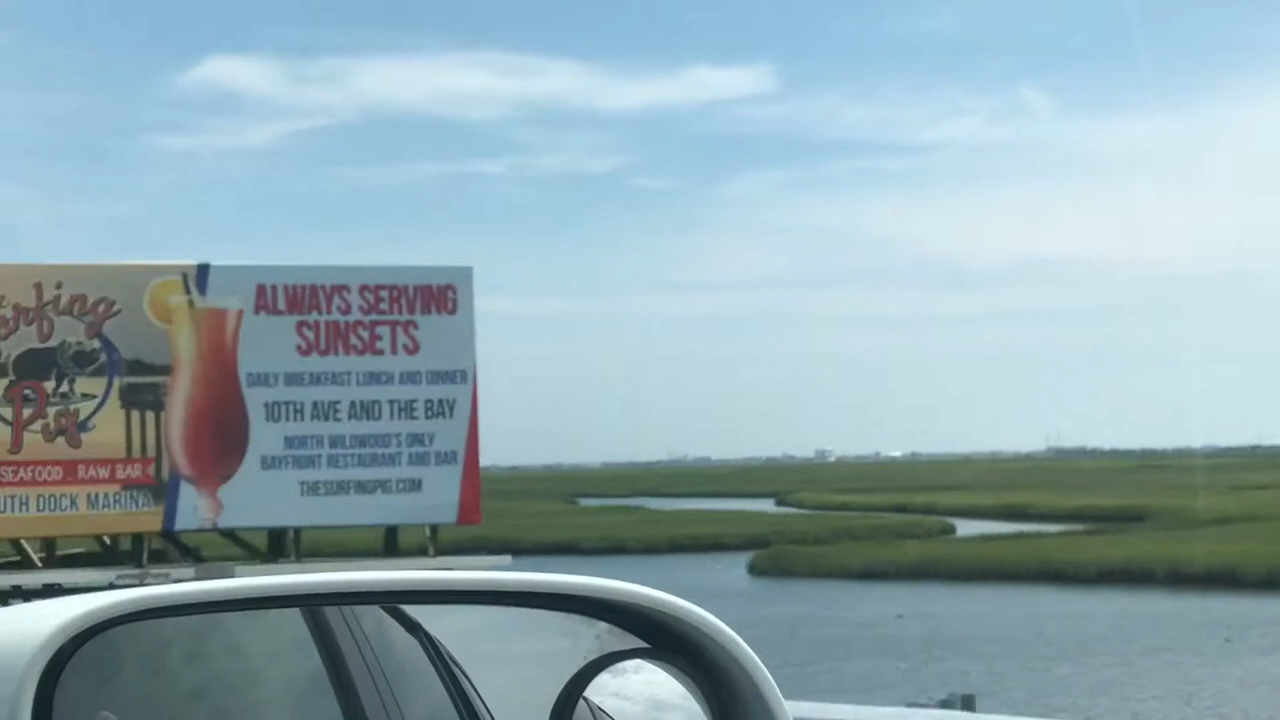 urfing
Pig
SEAFOOD . RAW BAR
UTH DOCK MARINA
ALWAYS SERVING
SUNSETS
DAILY BREAKFAST LUNCH AND DINNER
10TH AVE AND THE BAY
NORTH WILDWOOD'S ONLY
BAYFRONT RESTAURANT AND BAR
THESURFINGPIG.COM